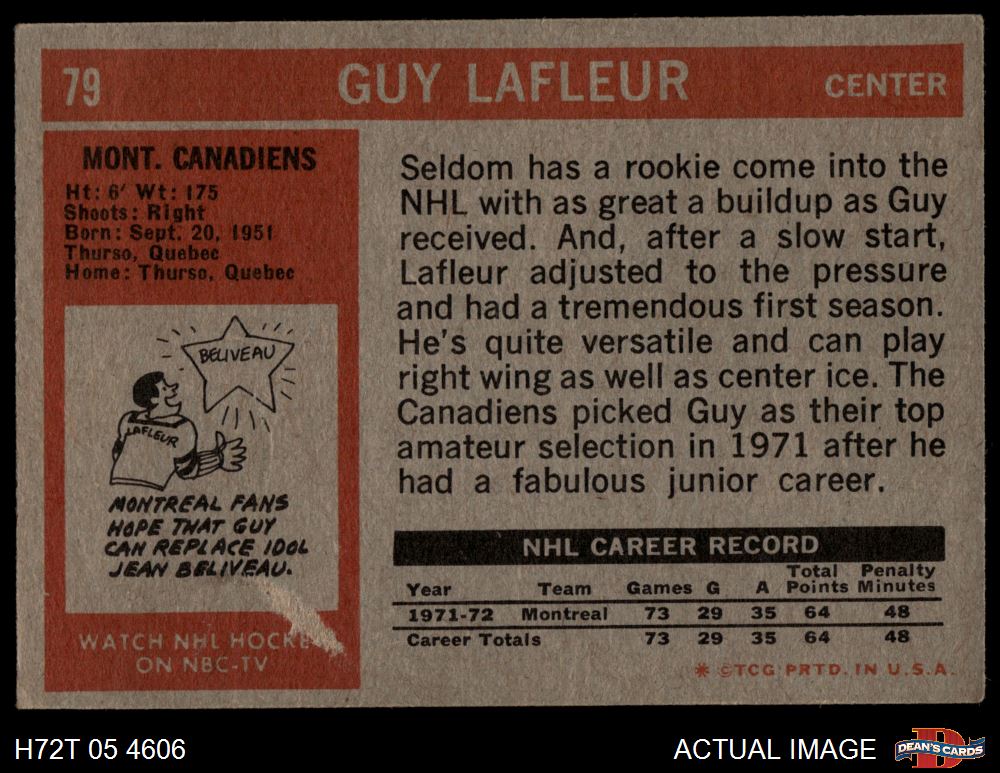 79 GUY LAFLEUR CENTER
MONT. CANADIENS
Ht: 6' Wt: 175
Shoots: Right
Born: Sept. 20, 1951
Thurso, Quebec
Home: Thurso, Quebec
BELIVEAU
LAFLEUR
MONTREAL FANS
HOPE THAT GUY
CAN REPLACE IDOL
JEAN BELIVEAU.
WATCH NHL HOCKE
ON NBC-TV
Seldom has a rookie come into the
NHL with as great a buildup as Guy
received. And, after a slow start,
Lafleur adjusted to the pressure
and had a tremendous first season.
He's quite versatile and can play
right wing as well as center ice. The
Canadiens picked Guy as their top
amateur selection in 1971 after he
had a fabulous junior career.
NHL CAREER RECORD
Year Team Games G A Total Points Penalty Minutes
1971-72 Montreal 73 29 35 64 48
Career Totals 73 29 35 64 48
* ©TCG PRTD. IN U.S.A.
H72T 05 4606 ACTUAL IMAGE
D
DEAN'S CARDS